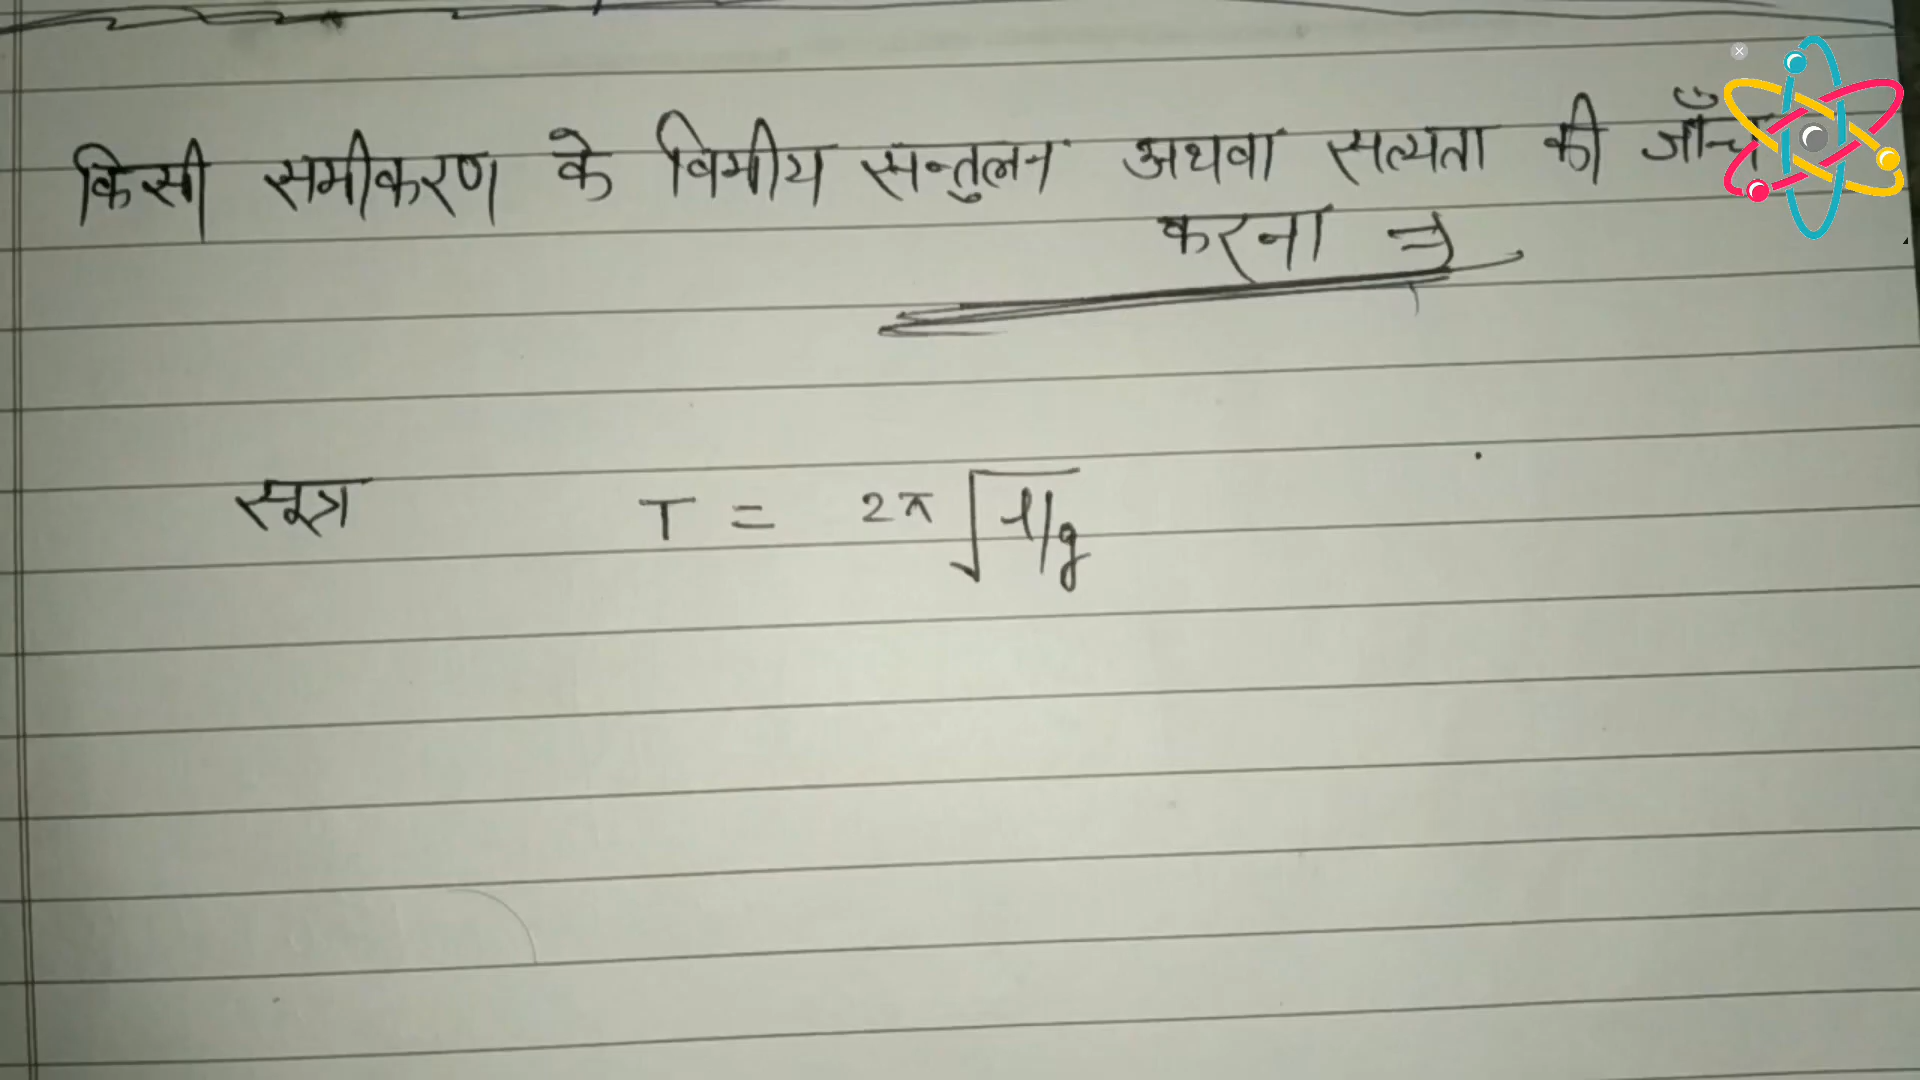 किसी समीकरण के विमीय सन्तुलन अथवा सत्यता की जाँच
करना ⇒
सूत्र T = 2π √l/g